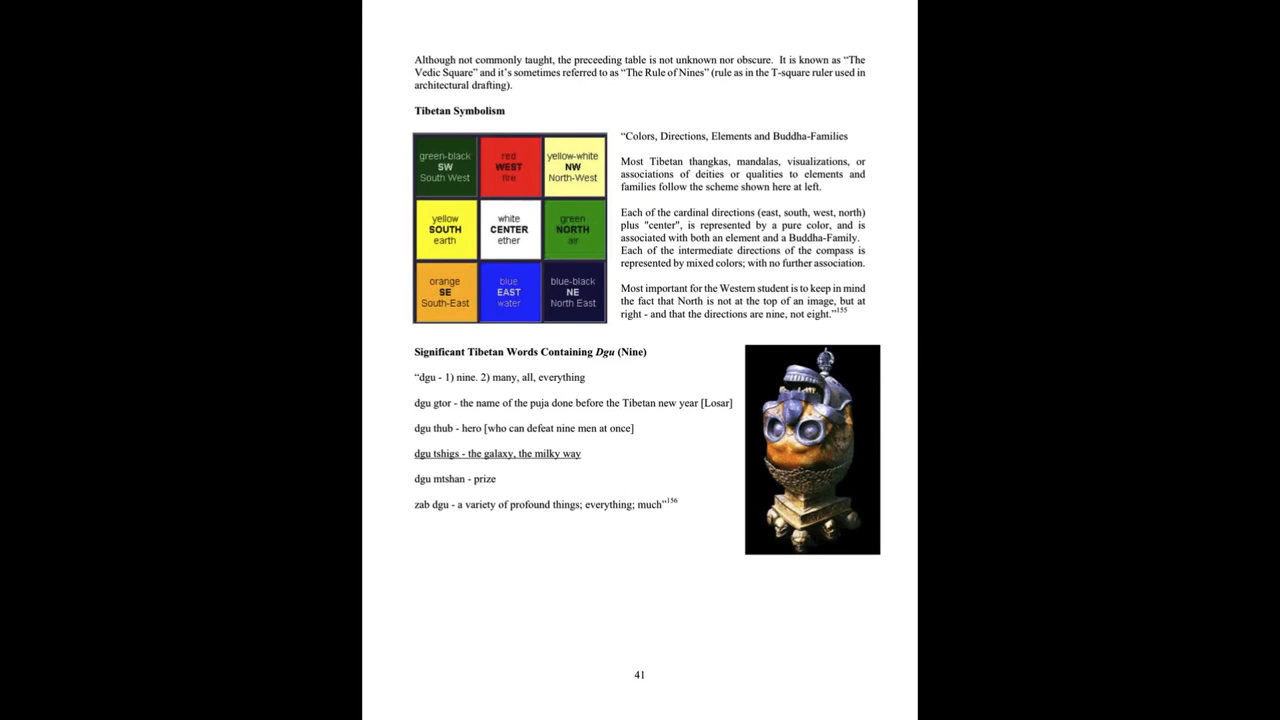 Although not commonly taught, the preceeding table is not unknown nor obscure. It is known as “The
Vedic Square” and it’s sometimes referred to as “The Rule of Nines” (rule as in the T-square ruler used in
architectural drafting).
Tibetan Symbolism
green-black
SW
South West
red
WEST
fire
yellow-white
NW
North-West
yellow
SOUTH
earth
white
CENTER
ether
green
NORTH
air
orange
SE
South-East
blue
EAST
water
blue-black
NE
North East
“Colors, Directions, Elements and Buddha-Families
Most Tibetan thangkas, mandalas, visualizations, or
associations of deities or qualities to elements and
families follow the scheme shown here at left.
Each of the cardinal directions (east, south, west, north)
plus "center", is represented by a pure color, and is
associated with both an element and a Buddha-Family.
Each of the intermediate directions of the compass is
represented by mixed colors; with no further association.
Most important for the Western student is to keep in mind
the fact that North is not at the top of an image, but at
right - and that the directions are nine, not eight.”155
Significant Tibetan Words Containing Dgu (Nine)
“dgu - 1) nine. 2) many, all, everything
dgu gtor - the name of the puja done before the Tibetan new year [Losar]
dgu thub - hero [who can defeat nine men at once]
dgu tshigs - the galaxy, the milky way
dgu mtshan - prize
zab dgu - a variety of profound things; everything; much”156
41